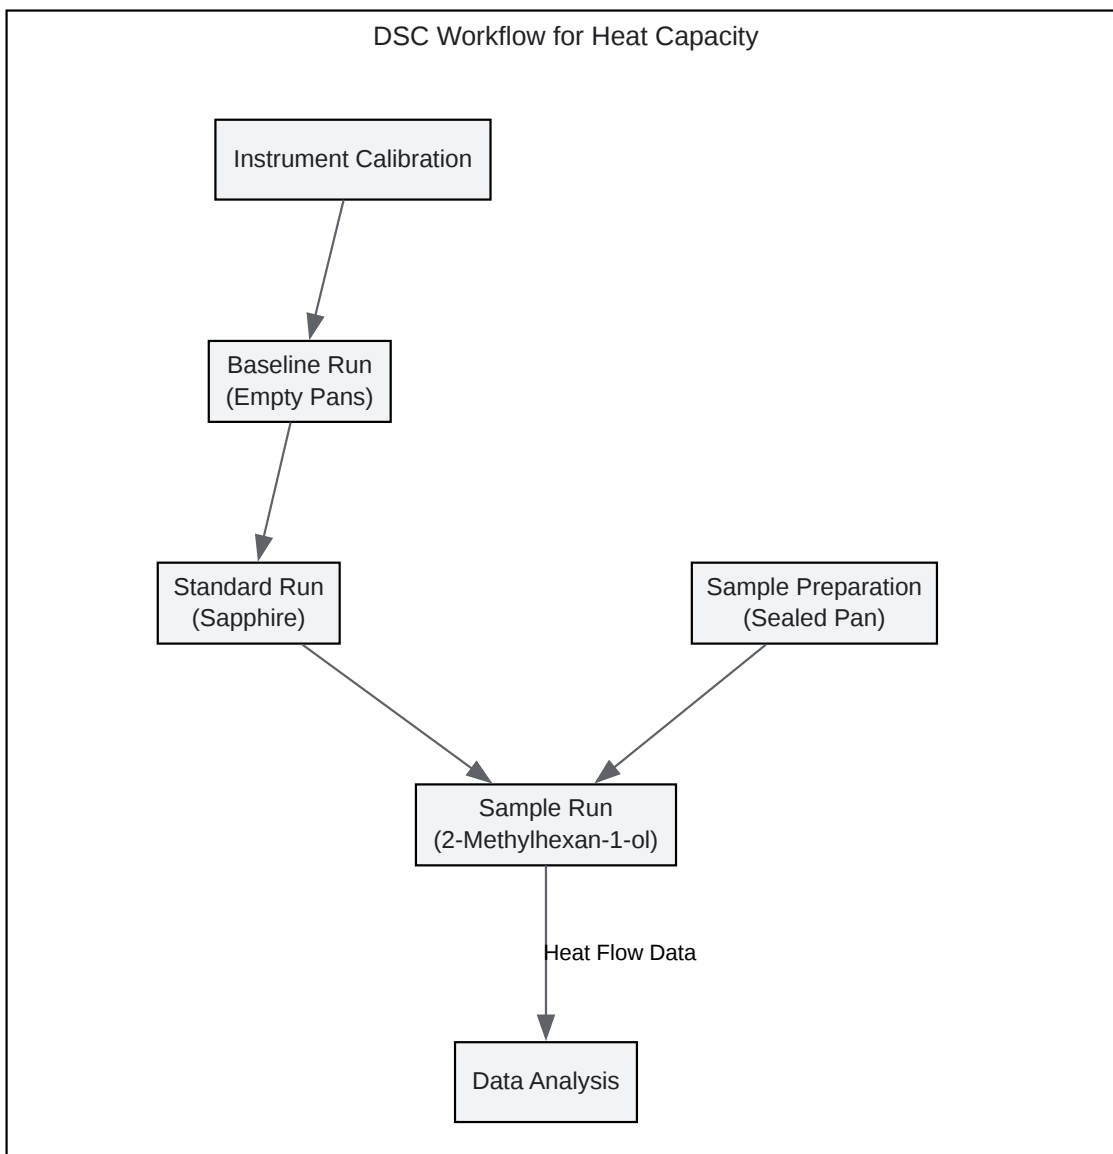 DSC Workflow for Heat Capacity
Instrument Calibration
Baseline Run
(Empty Pans)
Standard Run
(Sapphire)
Sample Preparation
(Sealed Pan)
Sample Run
(2-Methylhexan-1-ol)
Heat Flow Data
Data Analysis